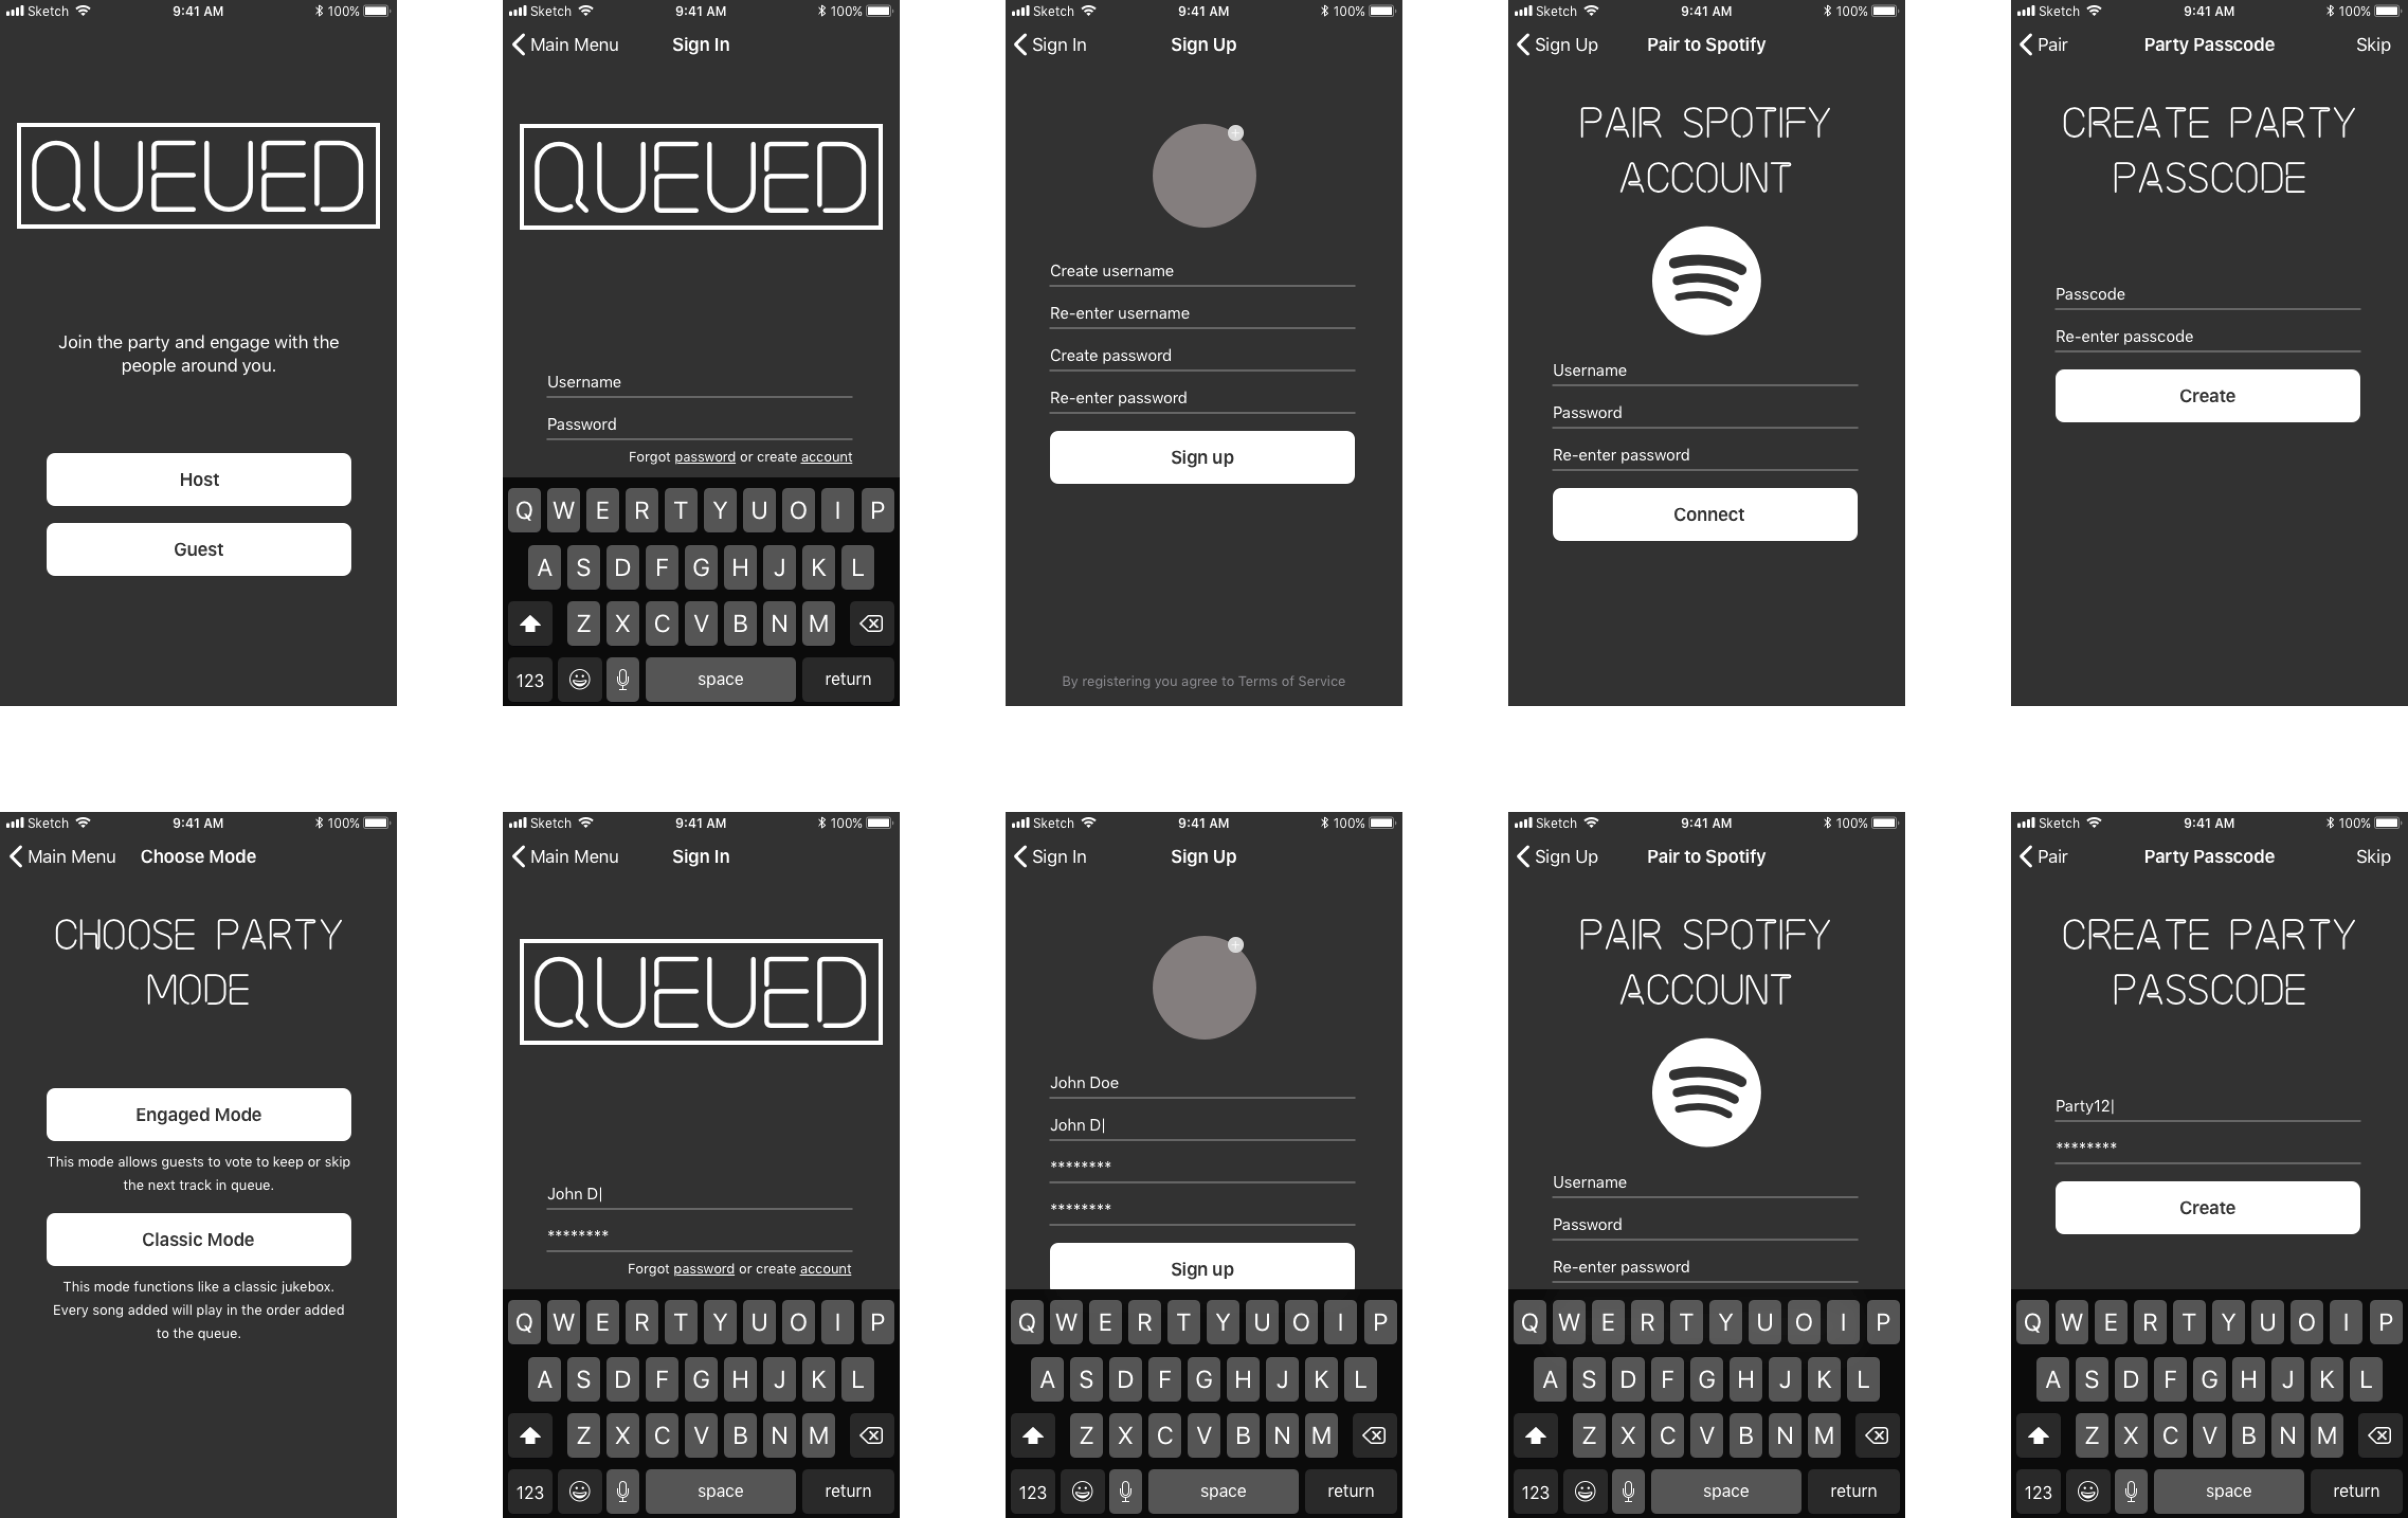 Sketch 9:41 AM 100%
QUEUED
Join the party and engage with the
people around you.
Host
Guest
Sketch 9:41 AM 100%
Main Menu Sign In
QUEUED
Username
Password
Forgot password or create account
Q W E R T Y U O I P
A S D F G H J K L
Z X C V B N M
123 space return
Sketch 9:41 AM 100%
Sign In Sign Up
Create username
Re-enter username
Create password
Re-enter password
Sign up
By registering you agree to Terms of Service
Sketch 9:41 AM 100%
Sign Up Pair to Spotify
PAIR SPOTIFY
ACCOUNT
Username
Password
Re-enter password
Connect
Sketch 9:41 AM 100%
Pair Party Passcode Skip
CREATE PARTY
PASSCODE
Passcode
Re-enter passcode
Create
Sketch 9:41 AM 100%
Main Menu Choose Mode
CHOOSE PARTY
MODE
Engaged Mode
This mode allows guests to vote to keep or skip
the next track in queue.
Classic Mode
This mode functions like a classic jukebox.
Every song added will play in the order added
to the queue.
Sketch 9:41 AM 100%
Main Menu Sign In
QUEUED
John D|
********
Forgot password or create account
Q W E R T Y U O I P
A S D F G H J K L
Z X C V B N M
123 space return
Sketch 9:41 AM 100%
Sign In Sign Up
John Doe
John D|
********
********
Sign up
Q W E R T Y U O I P
A S D F G H J K L
Z X C V B N M
123 space return
Sketch 9:41 AM 100%
Sign Up Pair to Spotify
PAIR SPOTIFY
ACCOUNT
Username
Password
Re-enter password
Q W E R T Y U O I P
A S D F G H J K L
Z X C V B N M
123 space return
Sketch 9:41 AM 100%
Pair Party Passcode Skip
CREATE PARTY
PASSCODE
Party12|
********
Create
Q W E R T Y U O I P
A S D F G H J K L
Z X C V B N M
123 space return